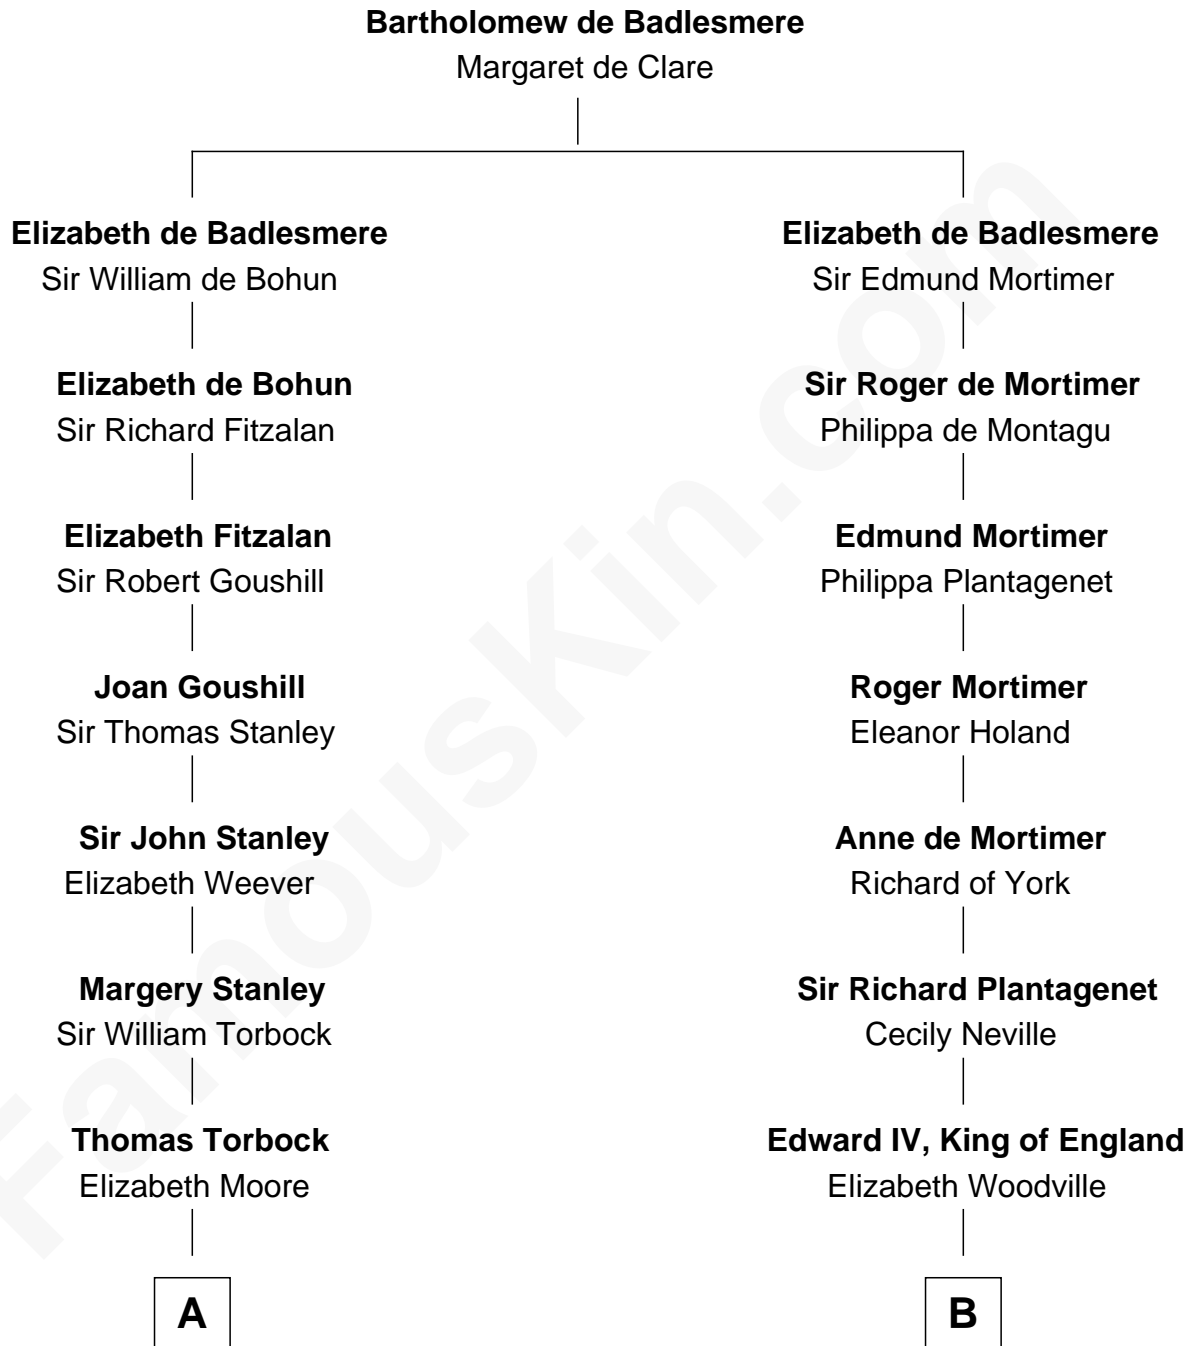 Bartholomew de Badlesmere
Margaret de Clare
Elizabeth de Badlesmere
Sir William de Bohun
Elizabeth de Badlesmere
Sir Edmund Mortimer
Elizabeth de Bohun
Sir Richard Fitzalan
Sir Roger de Mortimer
Philippa de Montagu
Elizabeth Fitzalan
Sir Robert Goushill
Edmund Mortimer
Philippa Plantagenet
Joan Goushill
Sir Thomas Stanley
Roger Mortimer
Eleanor Holand
Sir John Stanley
Elizabeth Weever
Anne de Mortimer
Richard of York
Margery Stanley
Sir William Torbock
Sir Richard Plantagenet
Cecily Neville
Thomas Torbock
Elizabeth Moore
Edward IV, King of England
Elizabeth Woodville
A
B
FamousKin.com